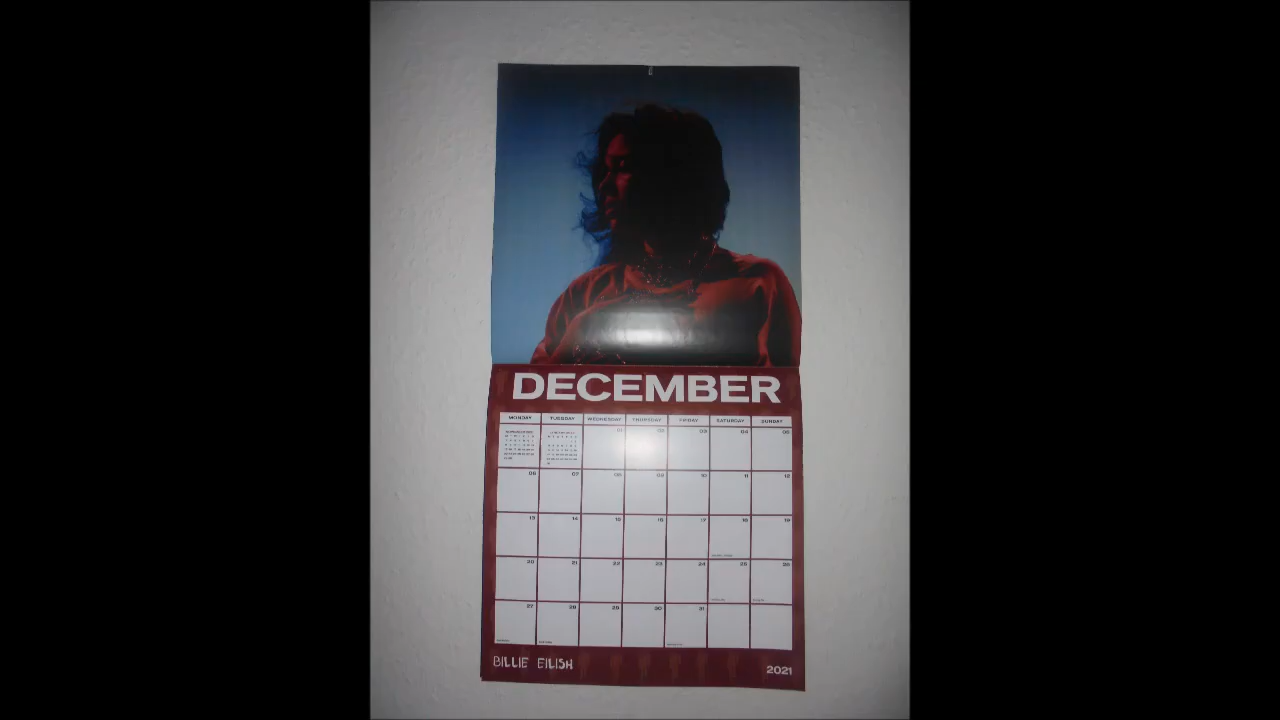 DECEMBER
MONDAY TUESDAY WEDNESDAY THURSDAY FRIDAY SATURDAY SUNDAY
01 02 03 04 05
06 07 08 09 10 11 12
13 14 15 16 17 18 19
20 21 22 23 24 25 26
27 28 29 30 31
BILLIE EILISH 2021